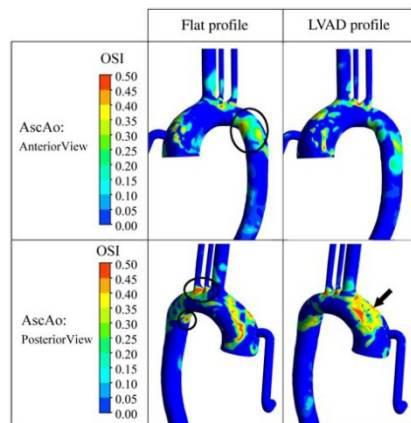 Flat profile
LVAD profile
AscAo:
AnteriorView
OSI
0.50
0.45
0.40
0.35
0.30
0.25
0.20
0.15
0.10
0.05
0.00
AscAo:
PosteriorView
OSI
0.50
0.45
0.40
0.35
0.30
0.25
0.20
0.15
0.10
0.05
0.00